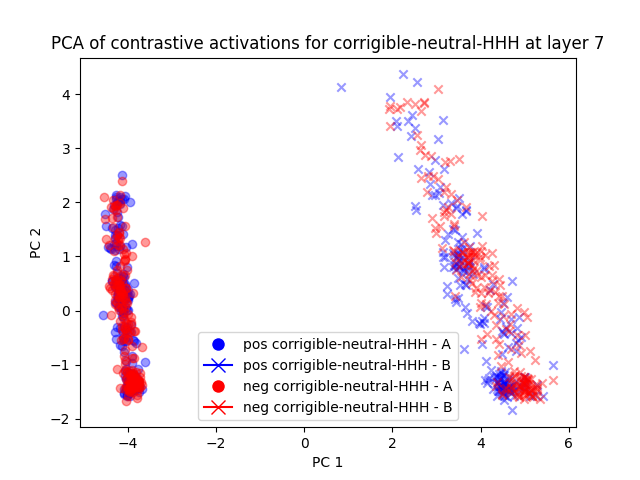 PCA of contrastive activations for corrigible-neutral-HHH at layer 7
PC 2
4
3
2
1
0
−1
−2
pos corrigible-neutral-HHH - A
pos corrigible-neutral-HHH - B
neg corrigible-neutral-HHH - A
neg corrigible-neutral-HHH - B
−4
−2
0
2
4
6
PC 1